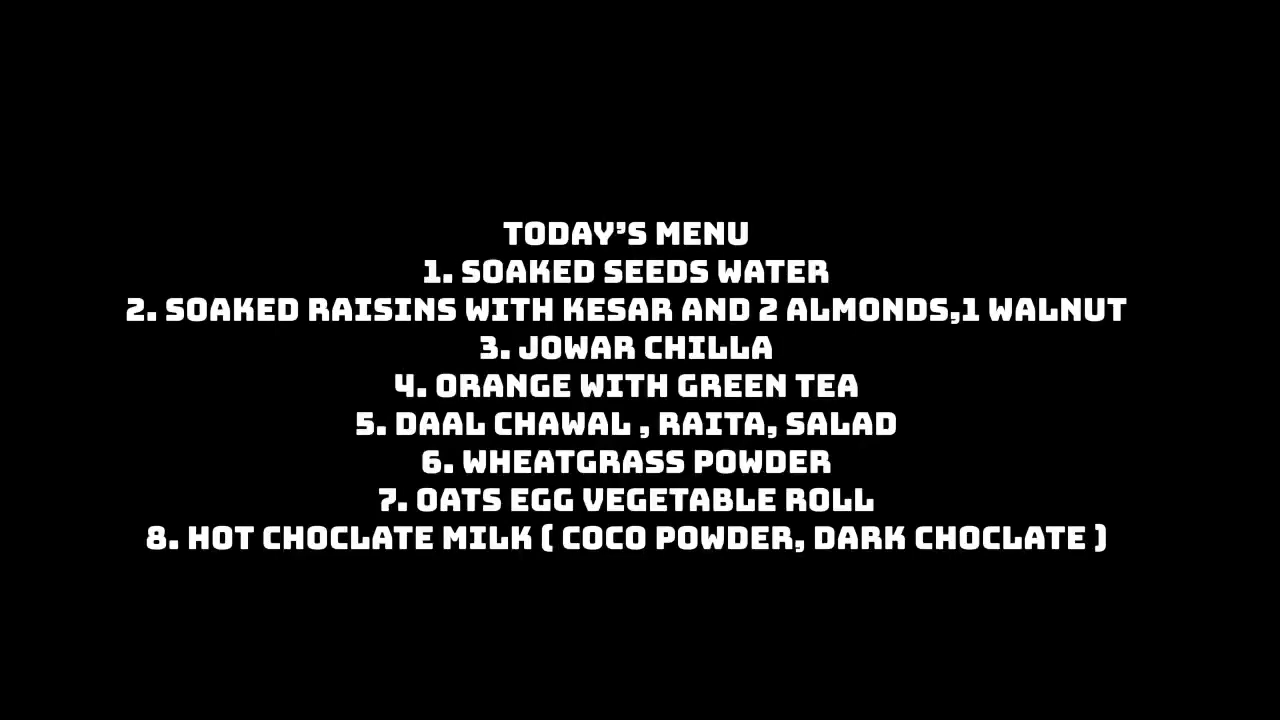 TODAY'S MENU
1. SOAKED SEEDS WATER
2. SOAKED RAISINS WITH KESAR AND 2 ALMONDS,1 WALNUT
3. JOWAR CHILLA
4. ORANGE WITH GREEN TEA
5. DAAL CHAWAL , RAITA, SALAD
6. WHEATGRASS POWDER
7. OATS EGG VEGETABLE ROLL
8. HOT CHOCLATE MILK ( COCO POWDER, DARK CHOCLATE )